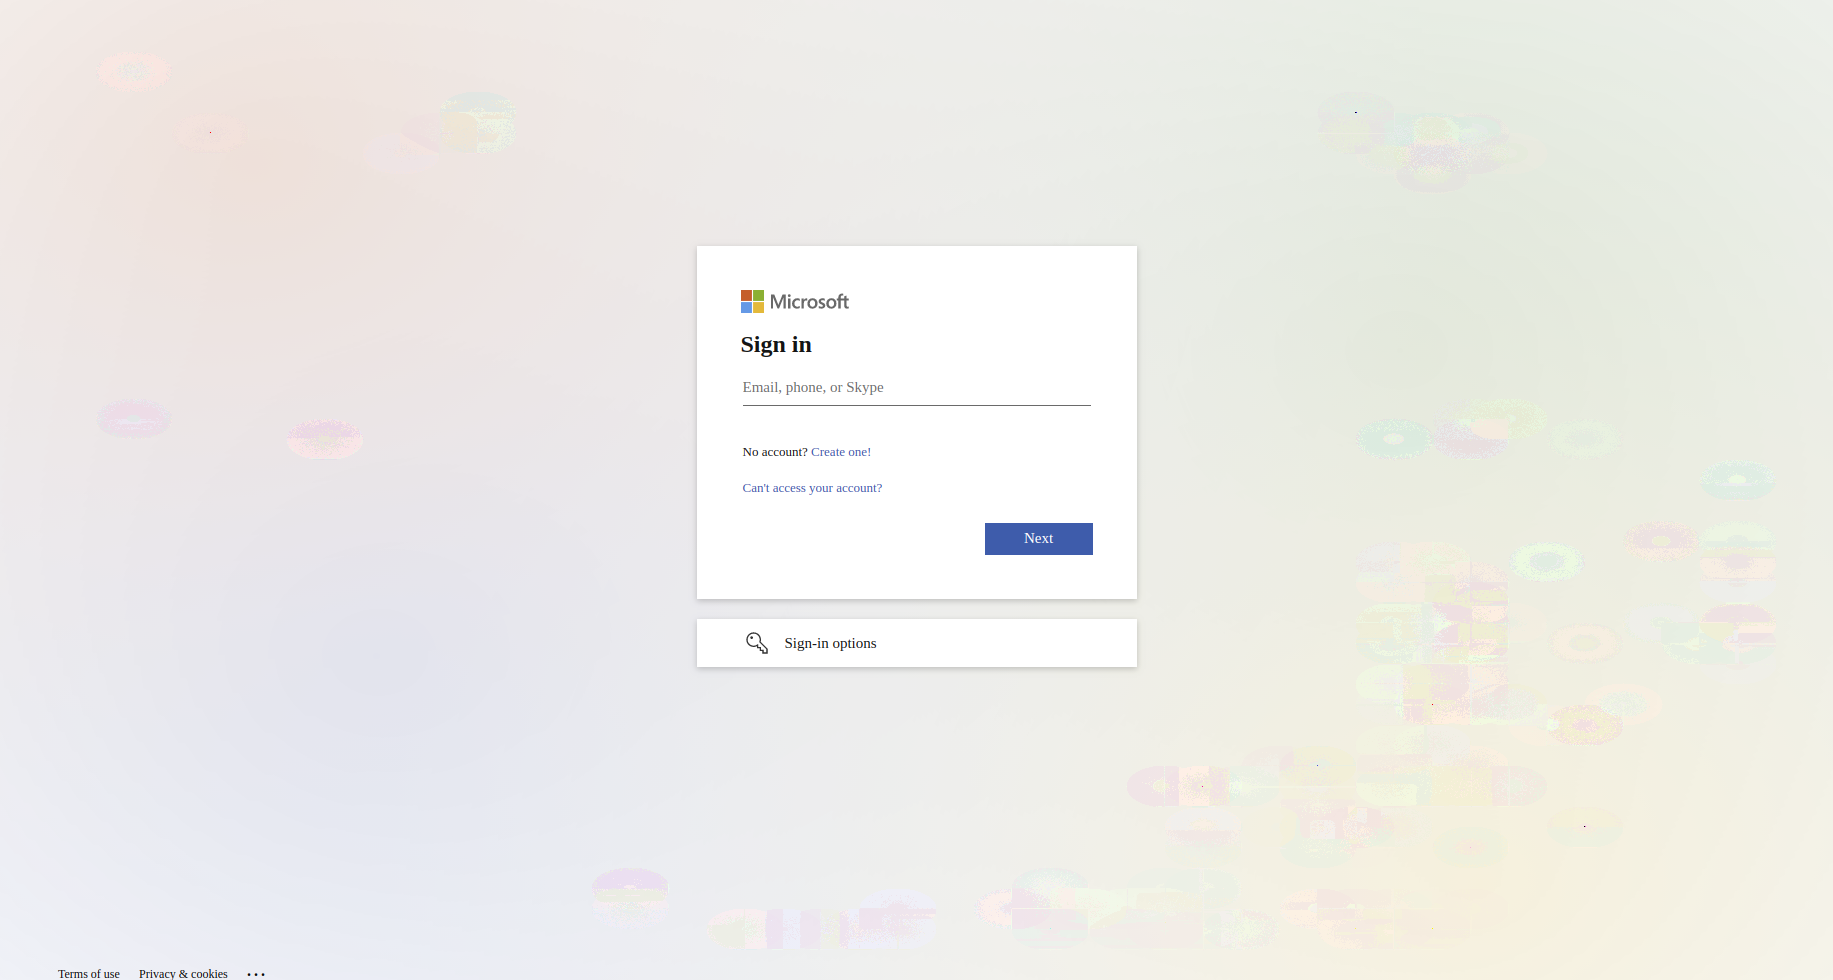 Microsoft
Sign in
Email, phone, or Skype
No account? Create one!
Can't access your account?
Next
Sign-in options
Terms of use Privacy & cookies ...